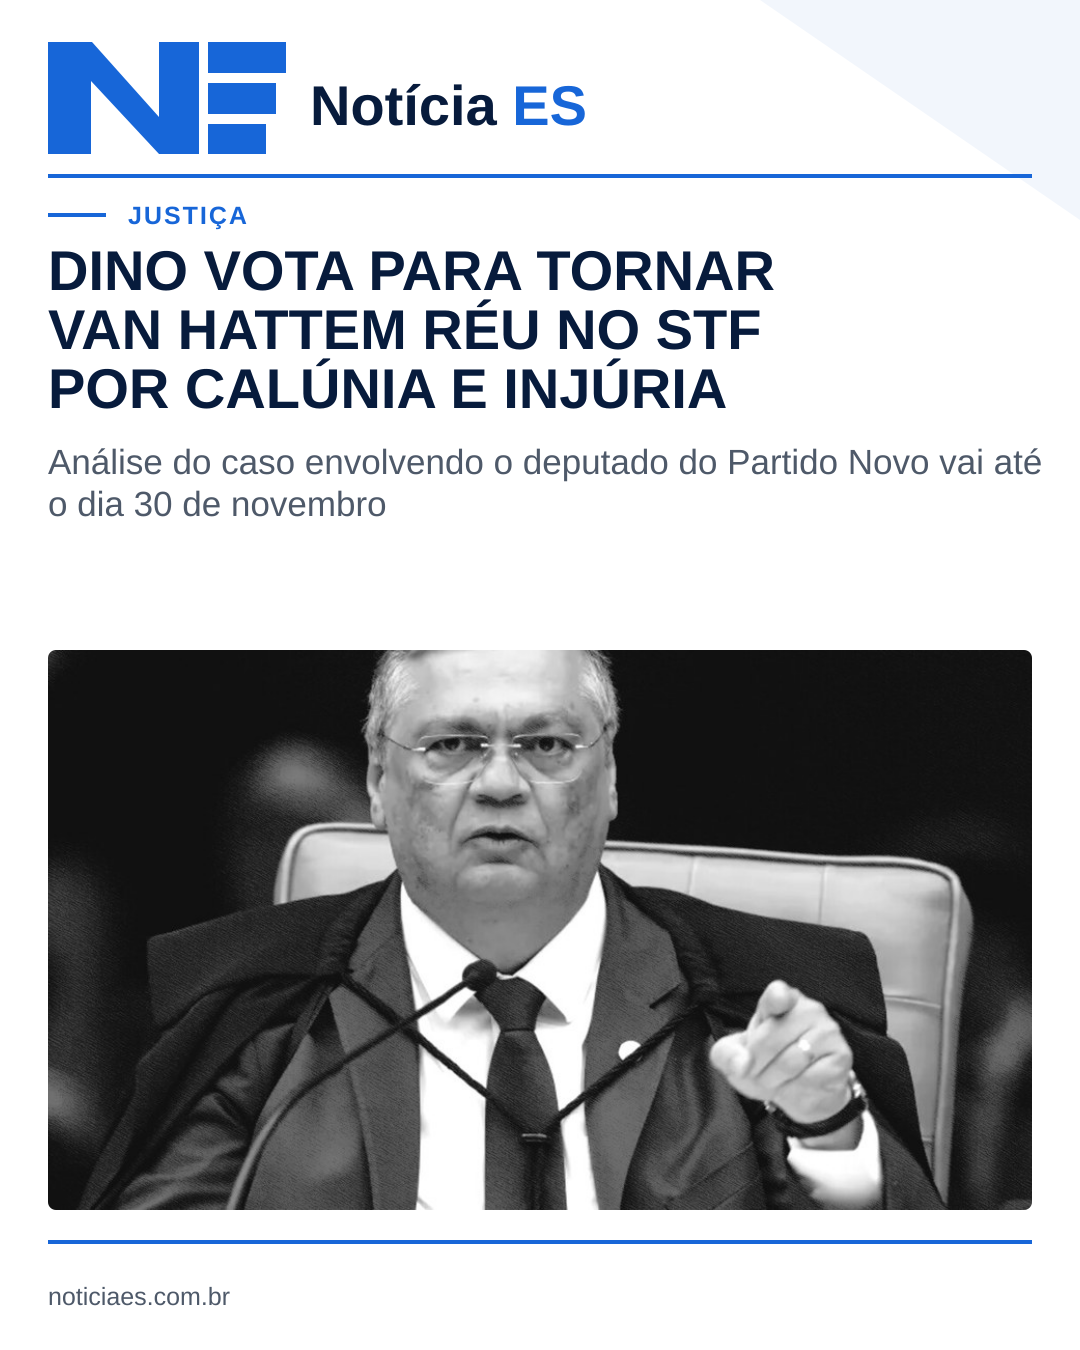 NE Notícia ES
JUSTIÇA
DINO VOTA PARA TORNAR
VAN HATTEM RÉU NO STF
POR CALÚNIA E INJÚRIA
Análise do caso envolvendo o deputado do Partido Novo vai até
o dia 30 de novembro
noticiaes.com.br